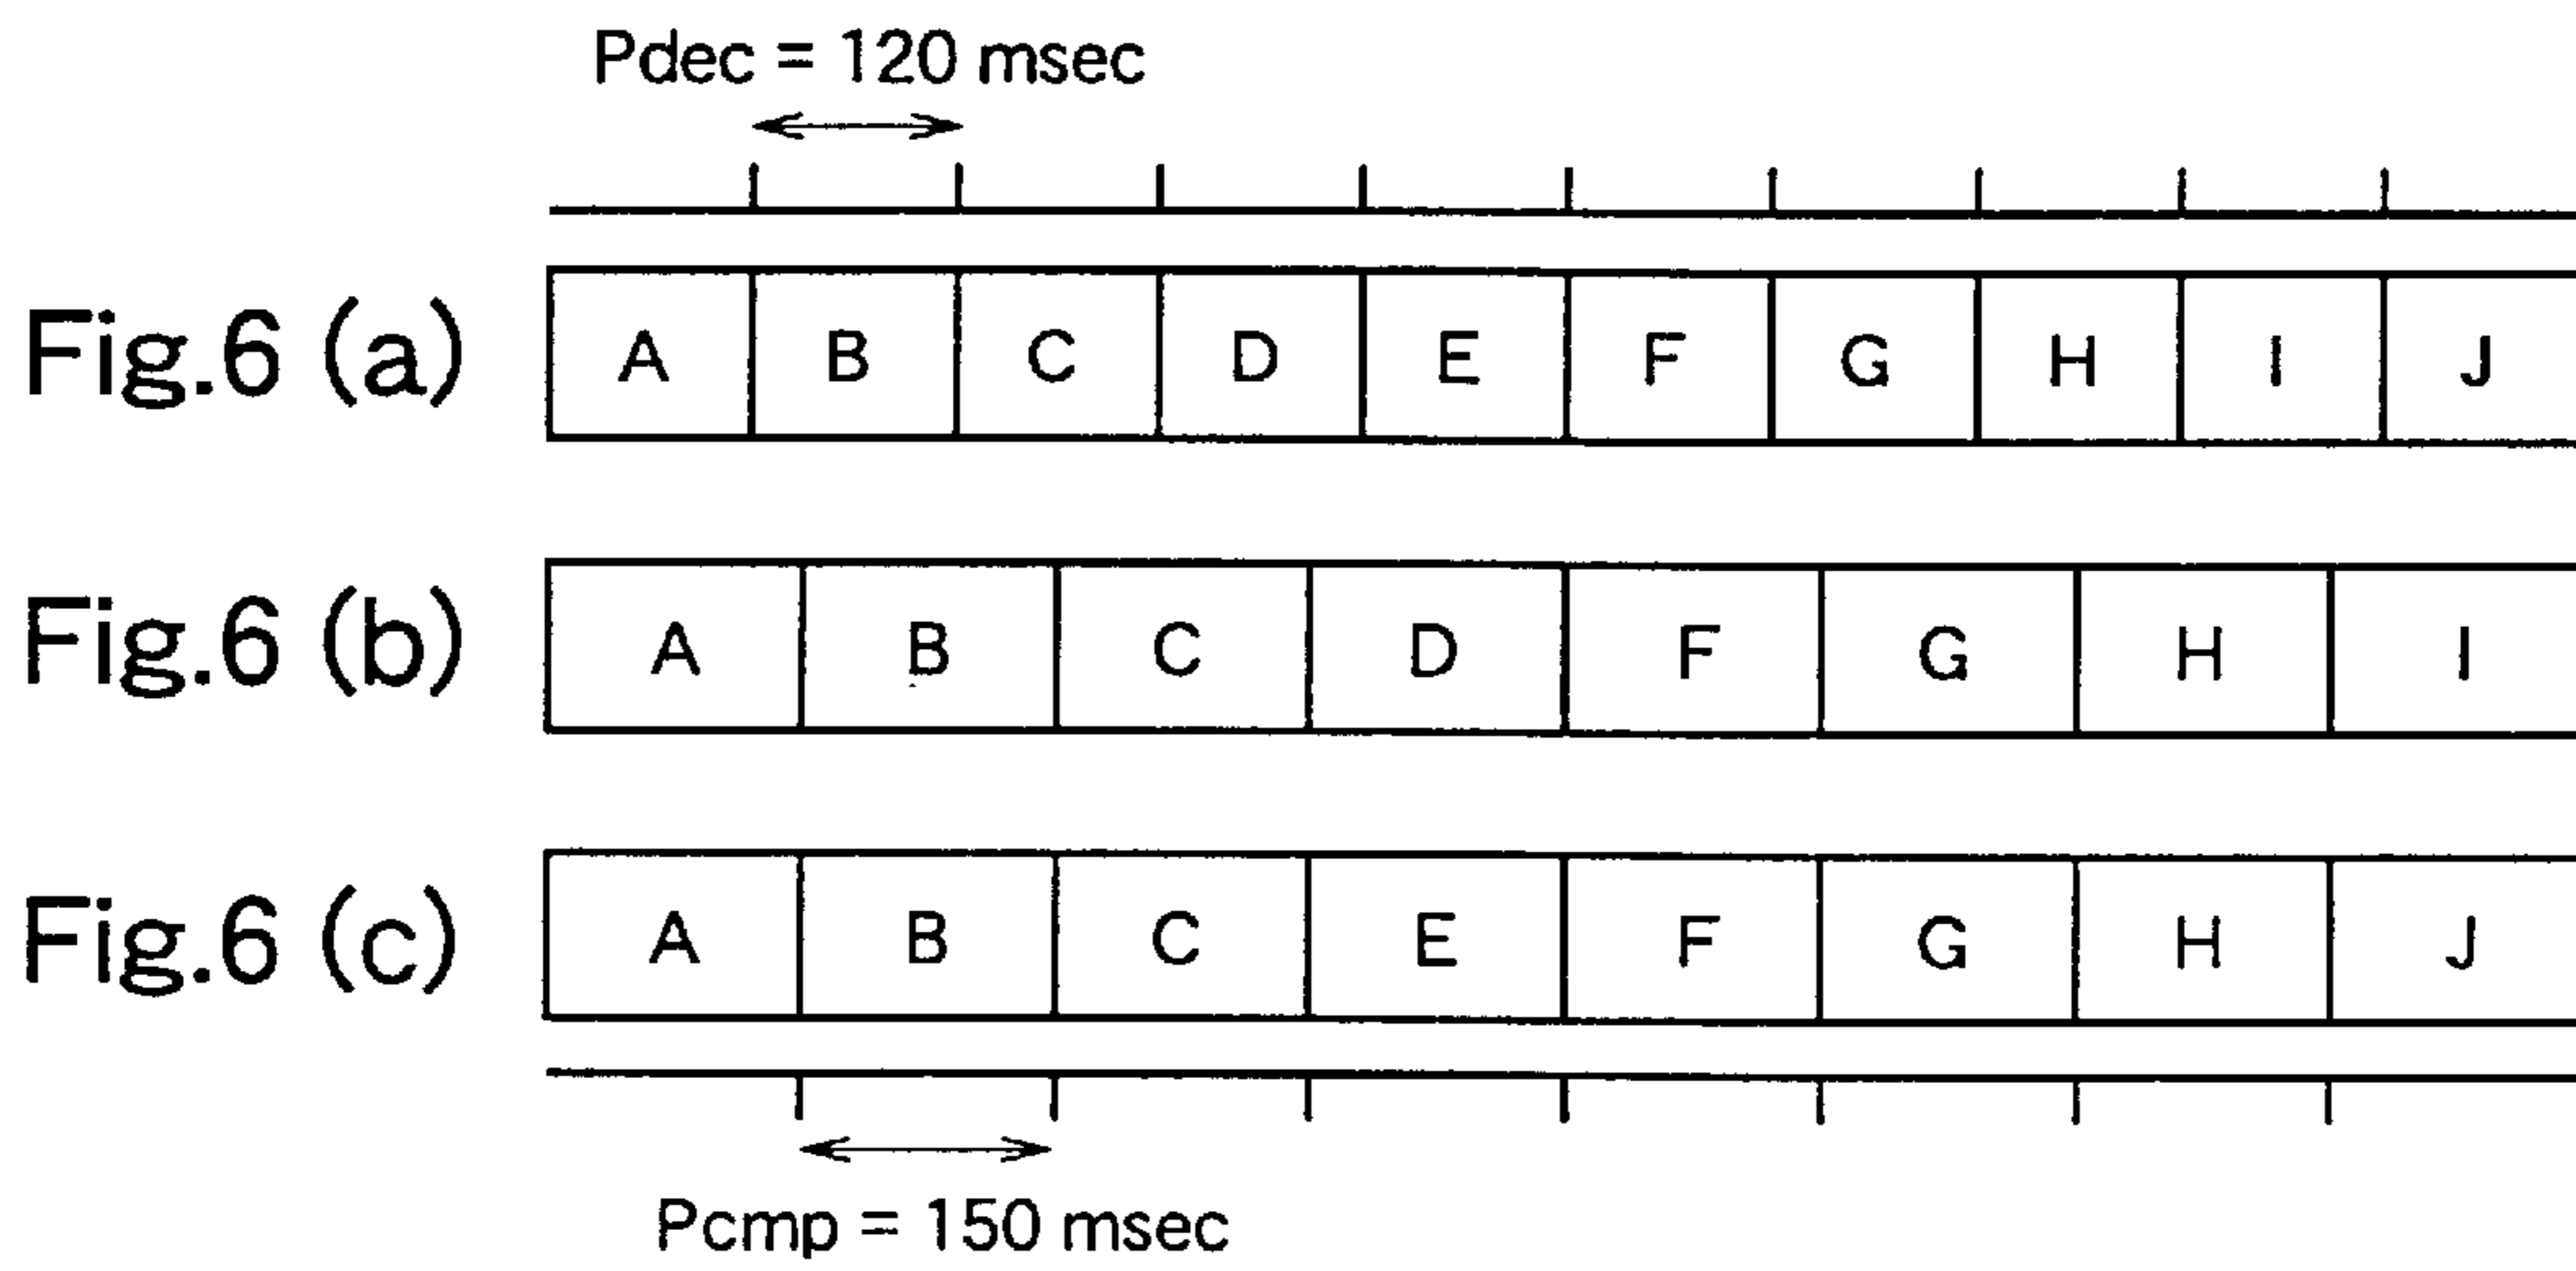 Pdec = 120 msec
Fig.6 (a) A B C D E F G H I J
Fig.6 (b) A B C D F G H I
Fig.6 (c) A B C E F G H J
Pcmp = 150 msec